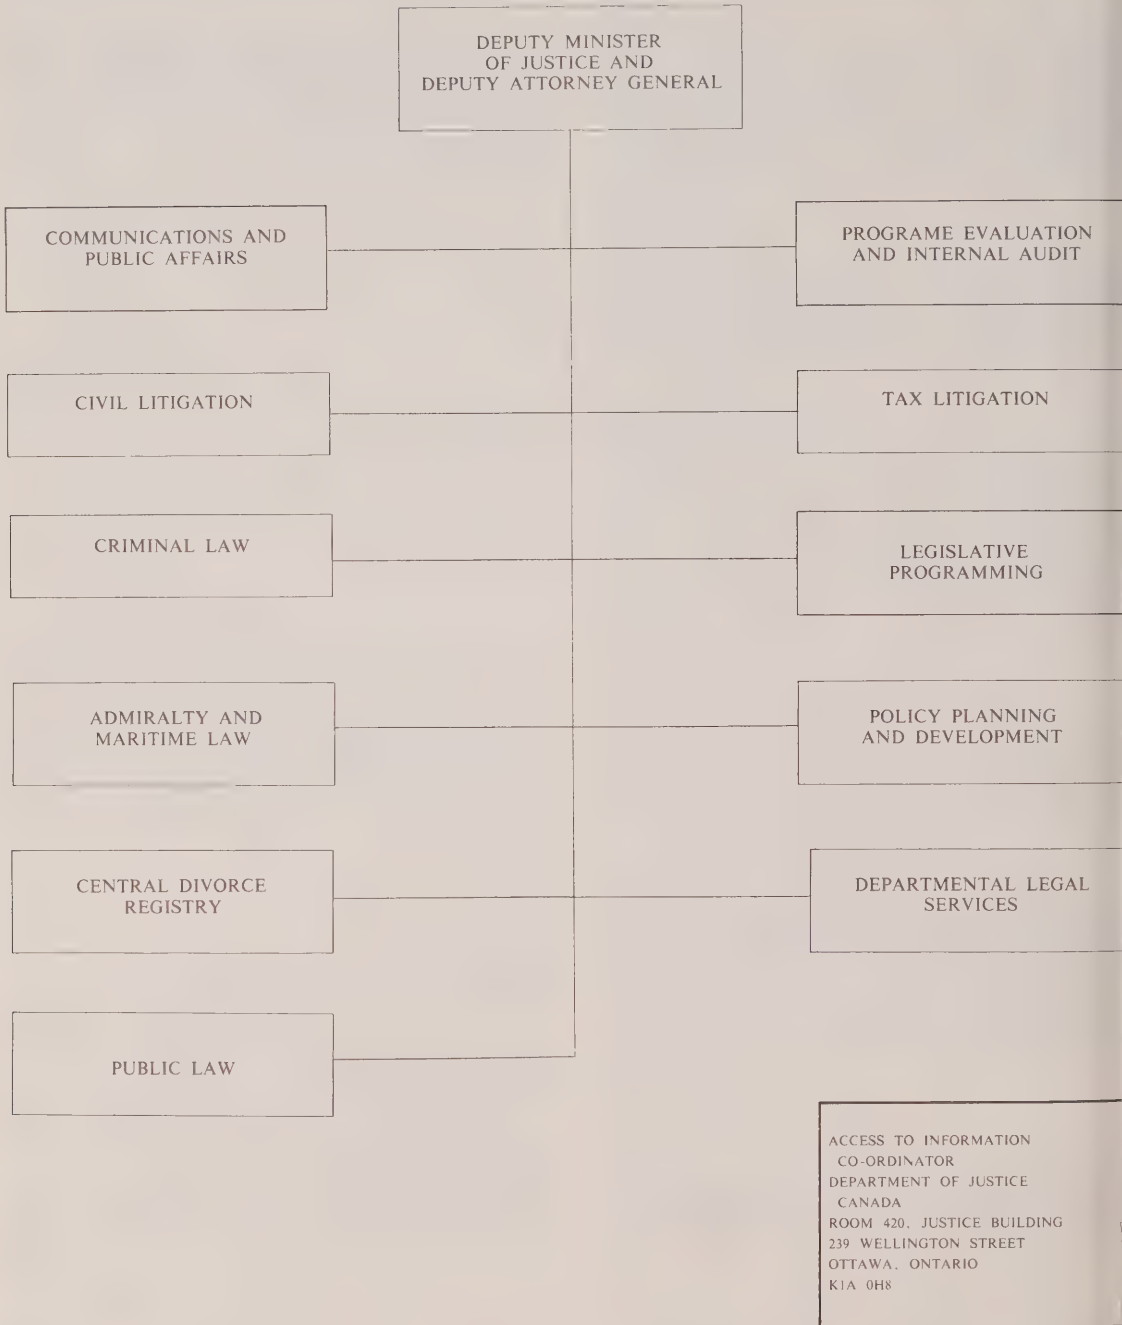 DEPUTY MINISTER
OF JUSTICE AND
DEPUTY ATTORNEY GENERAL
COMMUNICATIONS AND
PUBLIC AFFAIRS
PROGRAME EVALUATION
AND INTERNAL AUDIT
CIVIL LITIGATION
TAX LITIGATION
CRIMINAL LAW
LEGISLATIVE
PROGRAMMING
ADMIRALTY AND
MARITIME LAW
POLICY PLANNING
AND DEVELOPMENT
CENTRAL DIVORCE
REGISTRY
DEPARTMENTAL LEGAL
SERVICES
PUBLIC LAW
ACCESS TO INFORMATION
CO-ORDINATOR
DEPARTMENT OF JUSTICE
CANADA
ROOM 420, JUSTICE BUILDING
239 WELLINGTON STREET
OTTAWA, ONTARIO
K1A 0H8